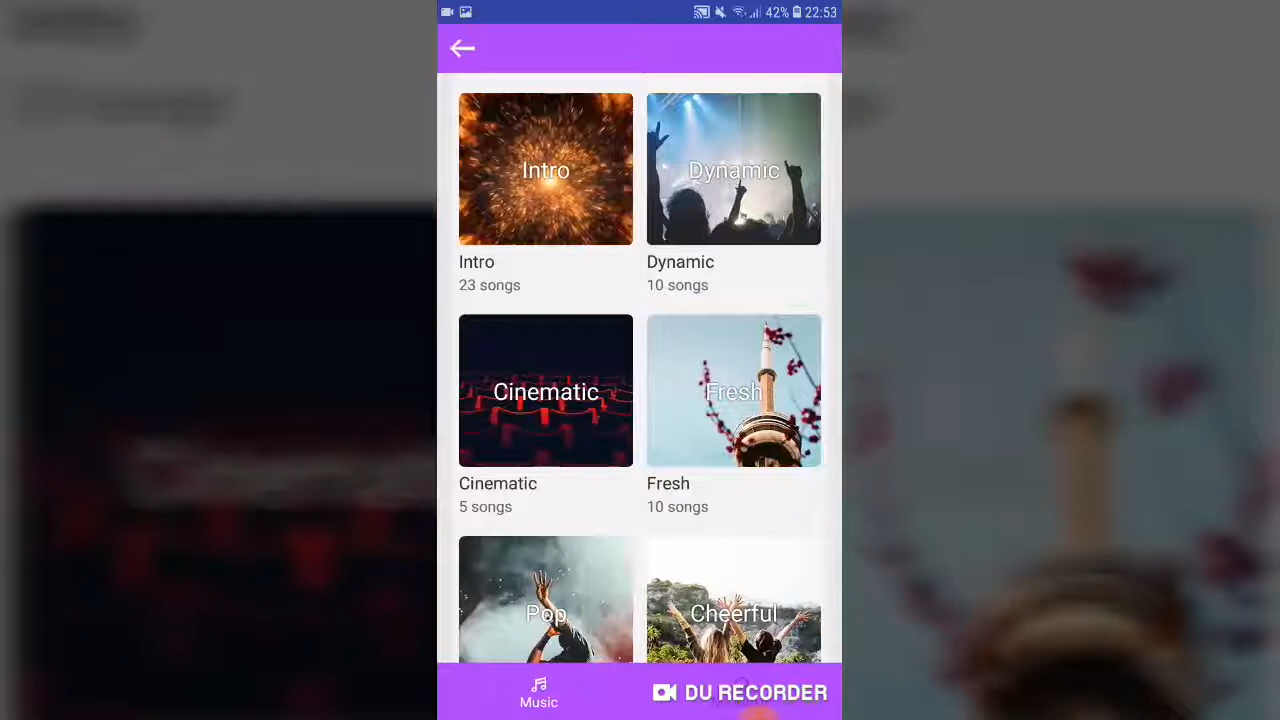 42% 22:53
Intro
Dynamic
Intro
23 songs
Dynamic
10 songs
Cinematic
Fresh
Cinematic
5 songs
Fresh
10 songs
Pop
Cheerful
Music
DU RECORDER